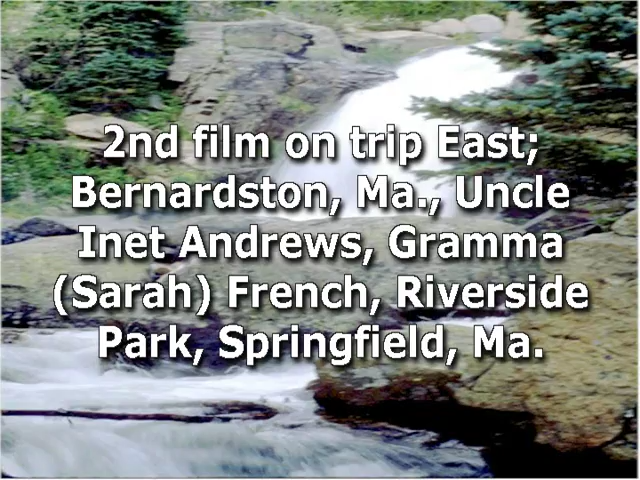 2nd film on trip East;
Bernardston, Ma., Uncle
Inet Andrews, Gramma
(Sarah) French, Riverside
Park, Springfield, Ma.